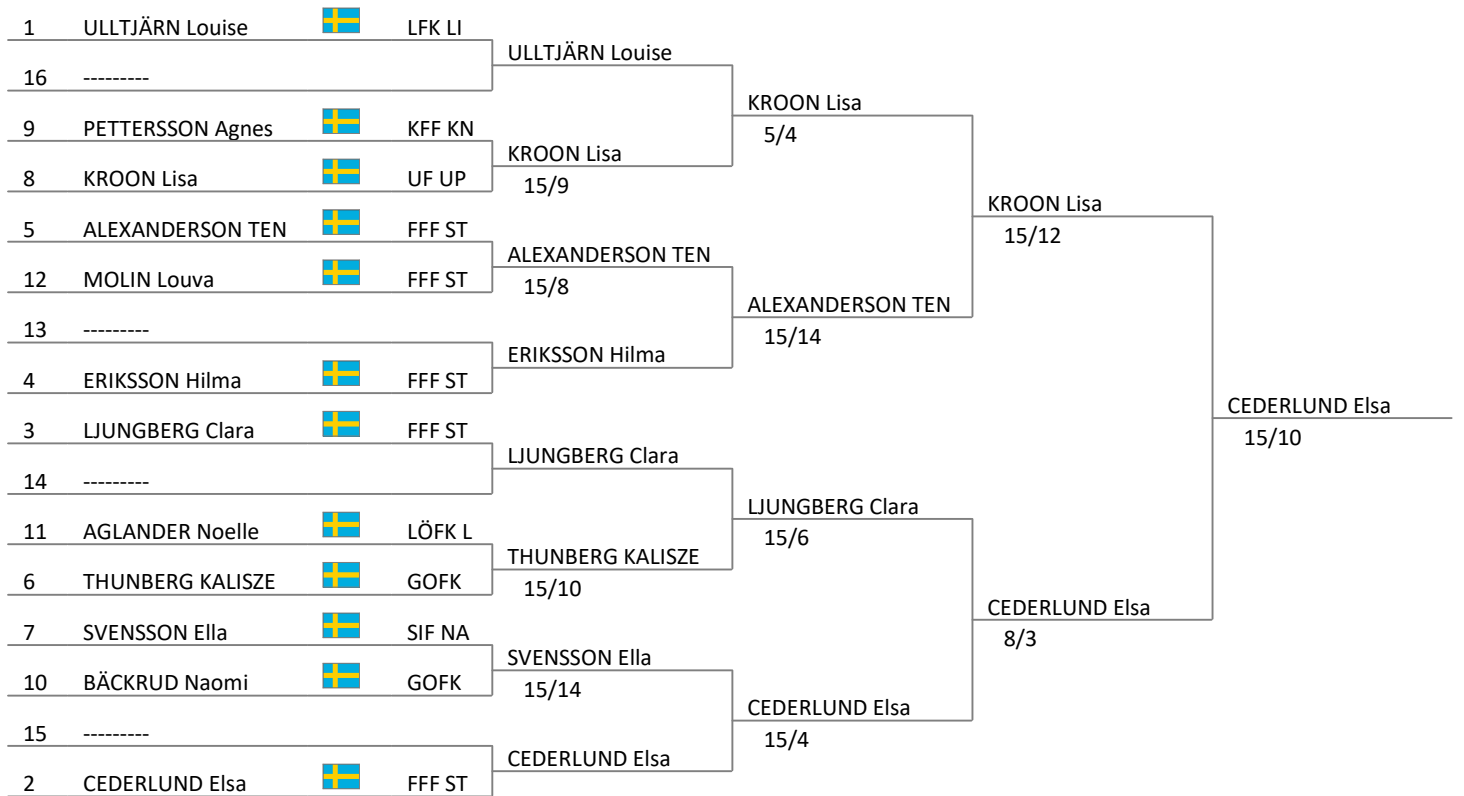 1 ULLTJÄRN Louise LFK LI
16 ---------
9 PETTERSSON Agnes KFF KN
8 KROON Lisa UF UP
5 ALEXANDERSON TEN FFF ST
12 MOLIN Louva FFF ST
13 ---------
4 ERIKSSON Hilma FFF ST
3 LJUNGBERG Clara FFF ST
14 ---------
11 AGLANDER Noelle LÖFK L
6 THUNBERG KALISZE GOFK
7 SVENSSON Ella SIF NA
10 BÄCKRUD Naomi GOFK
15 ---------
2 CEDERLUND Elsa FFF ST
ULLTJÄRN Louise
KROON Lisa
15/9
ALEXANDERSON TEN
15/8
ERIKSSON Hilma
LJUNGBERG Clara
THUNBERG KALISZE
15/10
SVENSSON Ella
15/14
CEDERLUND Elsa
KROON Lisa
5/4
ALEXANDERSON TEN
15/14
LJUNGBERG Clara
15/6
CEDERLUND Elsa
15/4
KROON Lisa
15/12
CEDERLUND Elsa
8/3
CEDERLUND Elsa
15/10